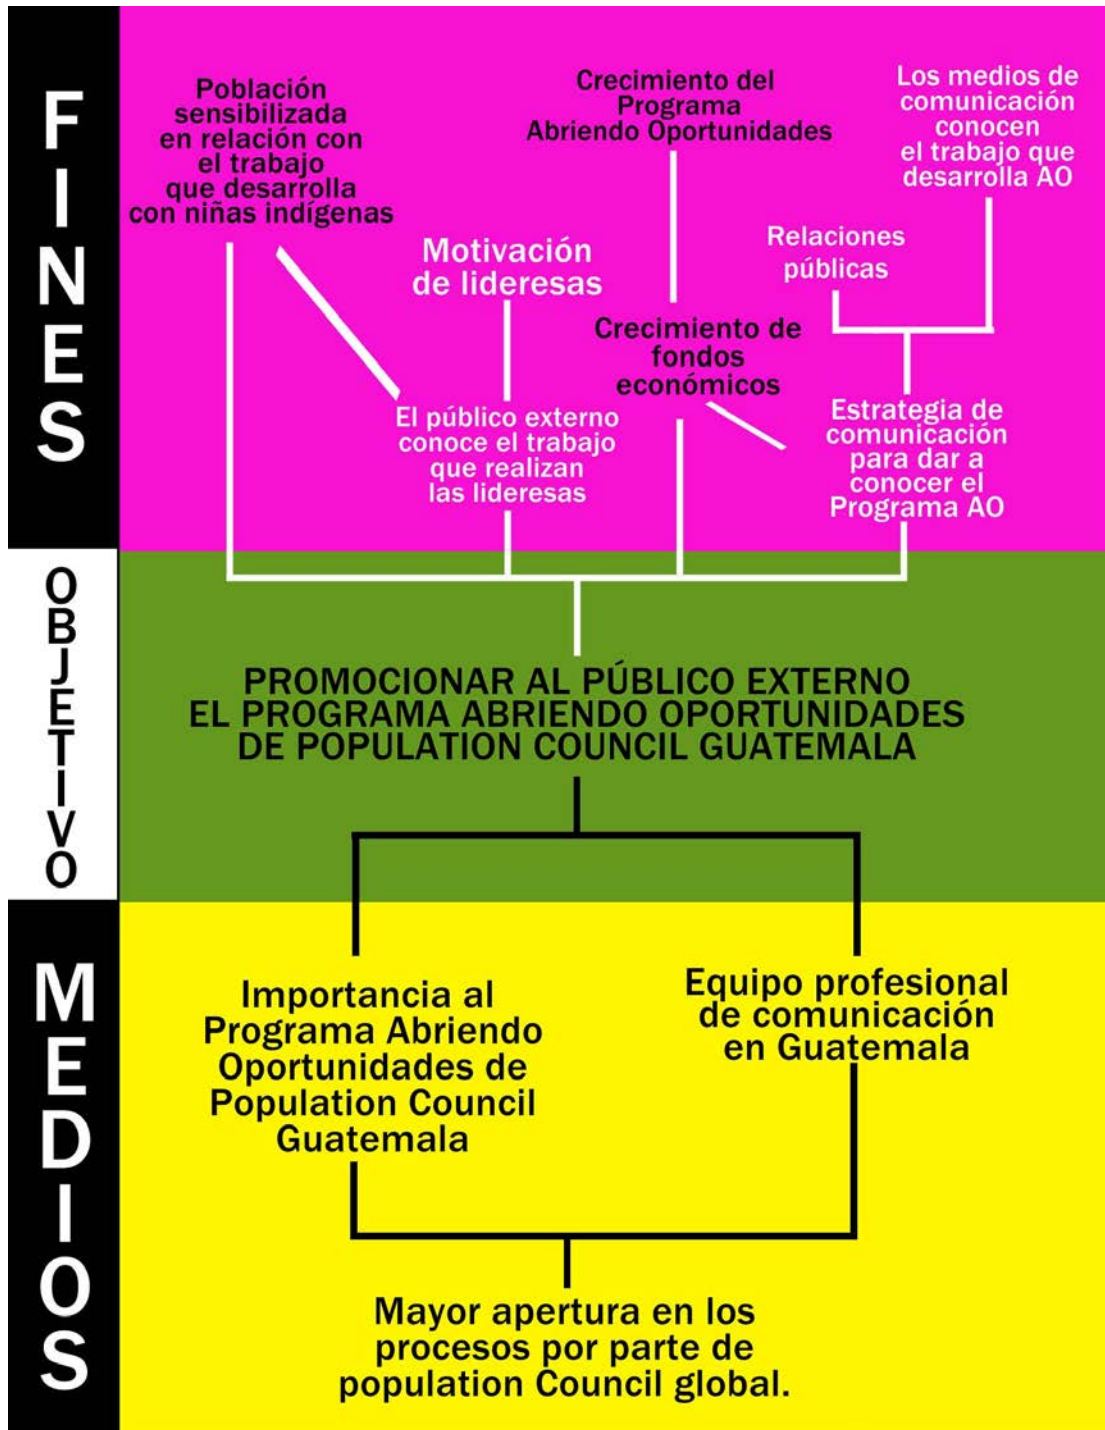 FINES
Población
sensibilizada
en relación con
el trabajo
que desarrolla
con niñas indígenas
Motivación
de lideresas
El público externo
conoce el trabajo
que realizan
las lideresas
Crecimiento del
Programa
Abriendo Oportunidades
Crecimiento de
fondos
económicos
Los medios de
comunicación
conocen
el trabajo que
desarrolla AO
Relaciones
públicas
Estrategia de
comunicación
para dar a
conocer el
Programa AO
OBJETIVO
PROMOCIONAR AL PÚBLICO EXTERNO
EL PROGRAMA ABRIENDO OPORTUNIDADES
DE POPULATION COUNCIL GUATEMALA
MEDIOS
Importancia al
Programa Abriendo
Oportunidades de
Population Council
Guatemala
Equipo profesional
de comunicación
en Guatemala
Mayor apertura en los
procesos por parte de
population Council global.